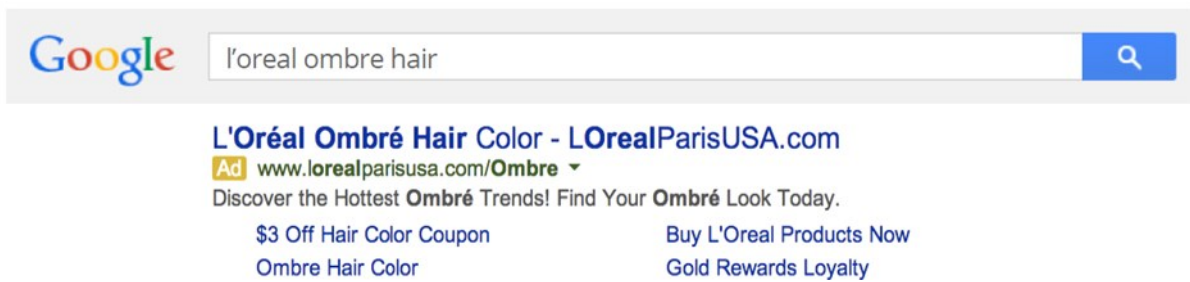 Google l'oreal ombre hair
L'Oréal Ombré Hair Color - LOrealParisUSA.com
Ad www.lorealparisusa.com/Ombre
Discover the Hottest Ombré Trends! Find Your Ombré Look Today.
$3 Off Hair Color Coupon Buy L'Oreal Products Now
Ombre Hair Color Gold Rewards Loyalty